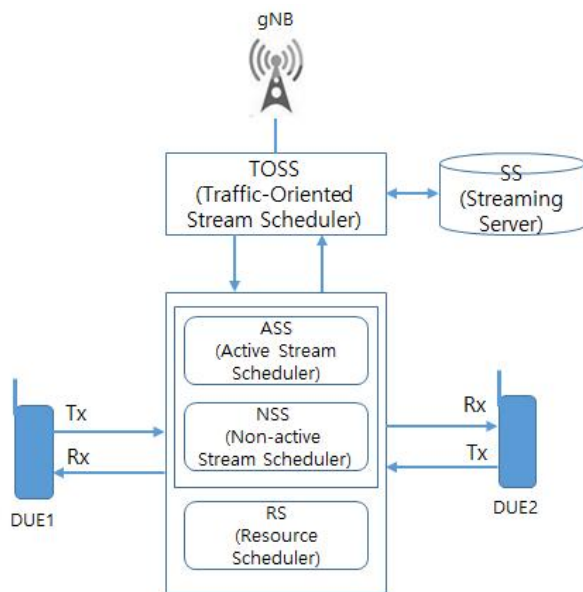 gNB
TOSS
(Traffic-Oriented
Stream Scheduler)
SS
(Streaming
Server)
ASS
(Active Stream
Scheduler)
Tx
Rx
DUE1
NSS
(Non-active
Stream Scheduler)
Rx
Tx
DUE2
RS
(Resource
Scheduler)